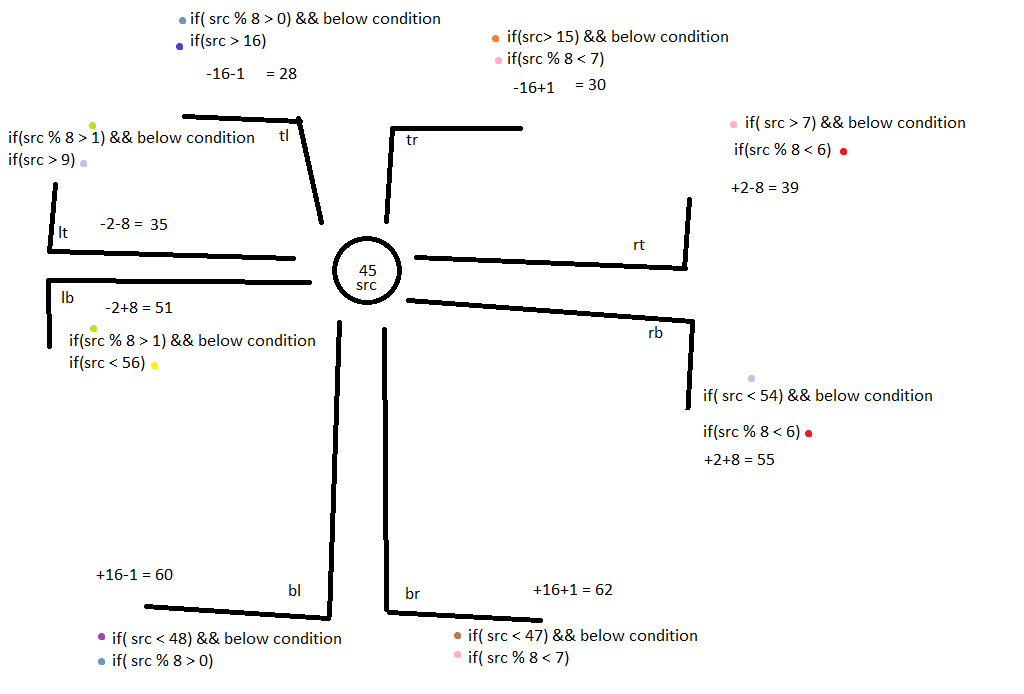 if( src % 8 > 0) && below condition
if(src > 16)
-16-1 = 28
tl
if(src> 15) && below condition
if(src % 8 < 7)
-16+1 = 30
tr
if(src % 8 > 1) && below condition
if(src > 9)
-2-8 = 35
lt
if( src > 7) && below condition
if(src % 8 < 6)
+2-8 = 39
rt
45
src
lb
-2+8 = 51
if(src % 8 > 1) && below condition
if(src < 56)
rb
if( src < 54) && below condition
if(src % 8 < 6)
+2+8 = 55
+16-1 = 60
bl
if( src < 48) && below condition
if( src % 8 > 0)
br
+16+1 = 62
if( src < 47) && below condition
if( src % 8 < 7)